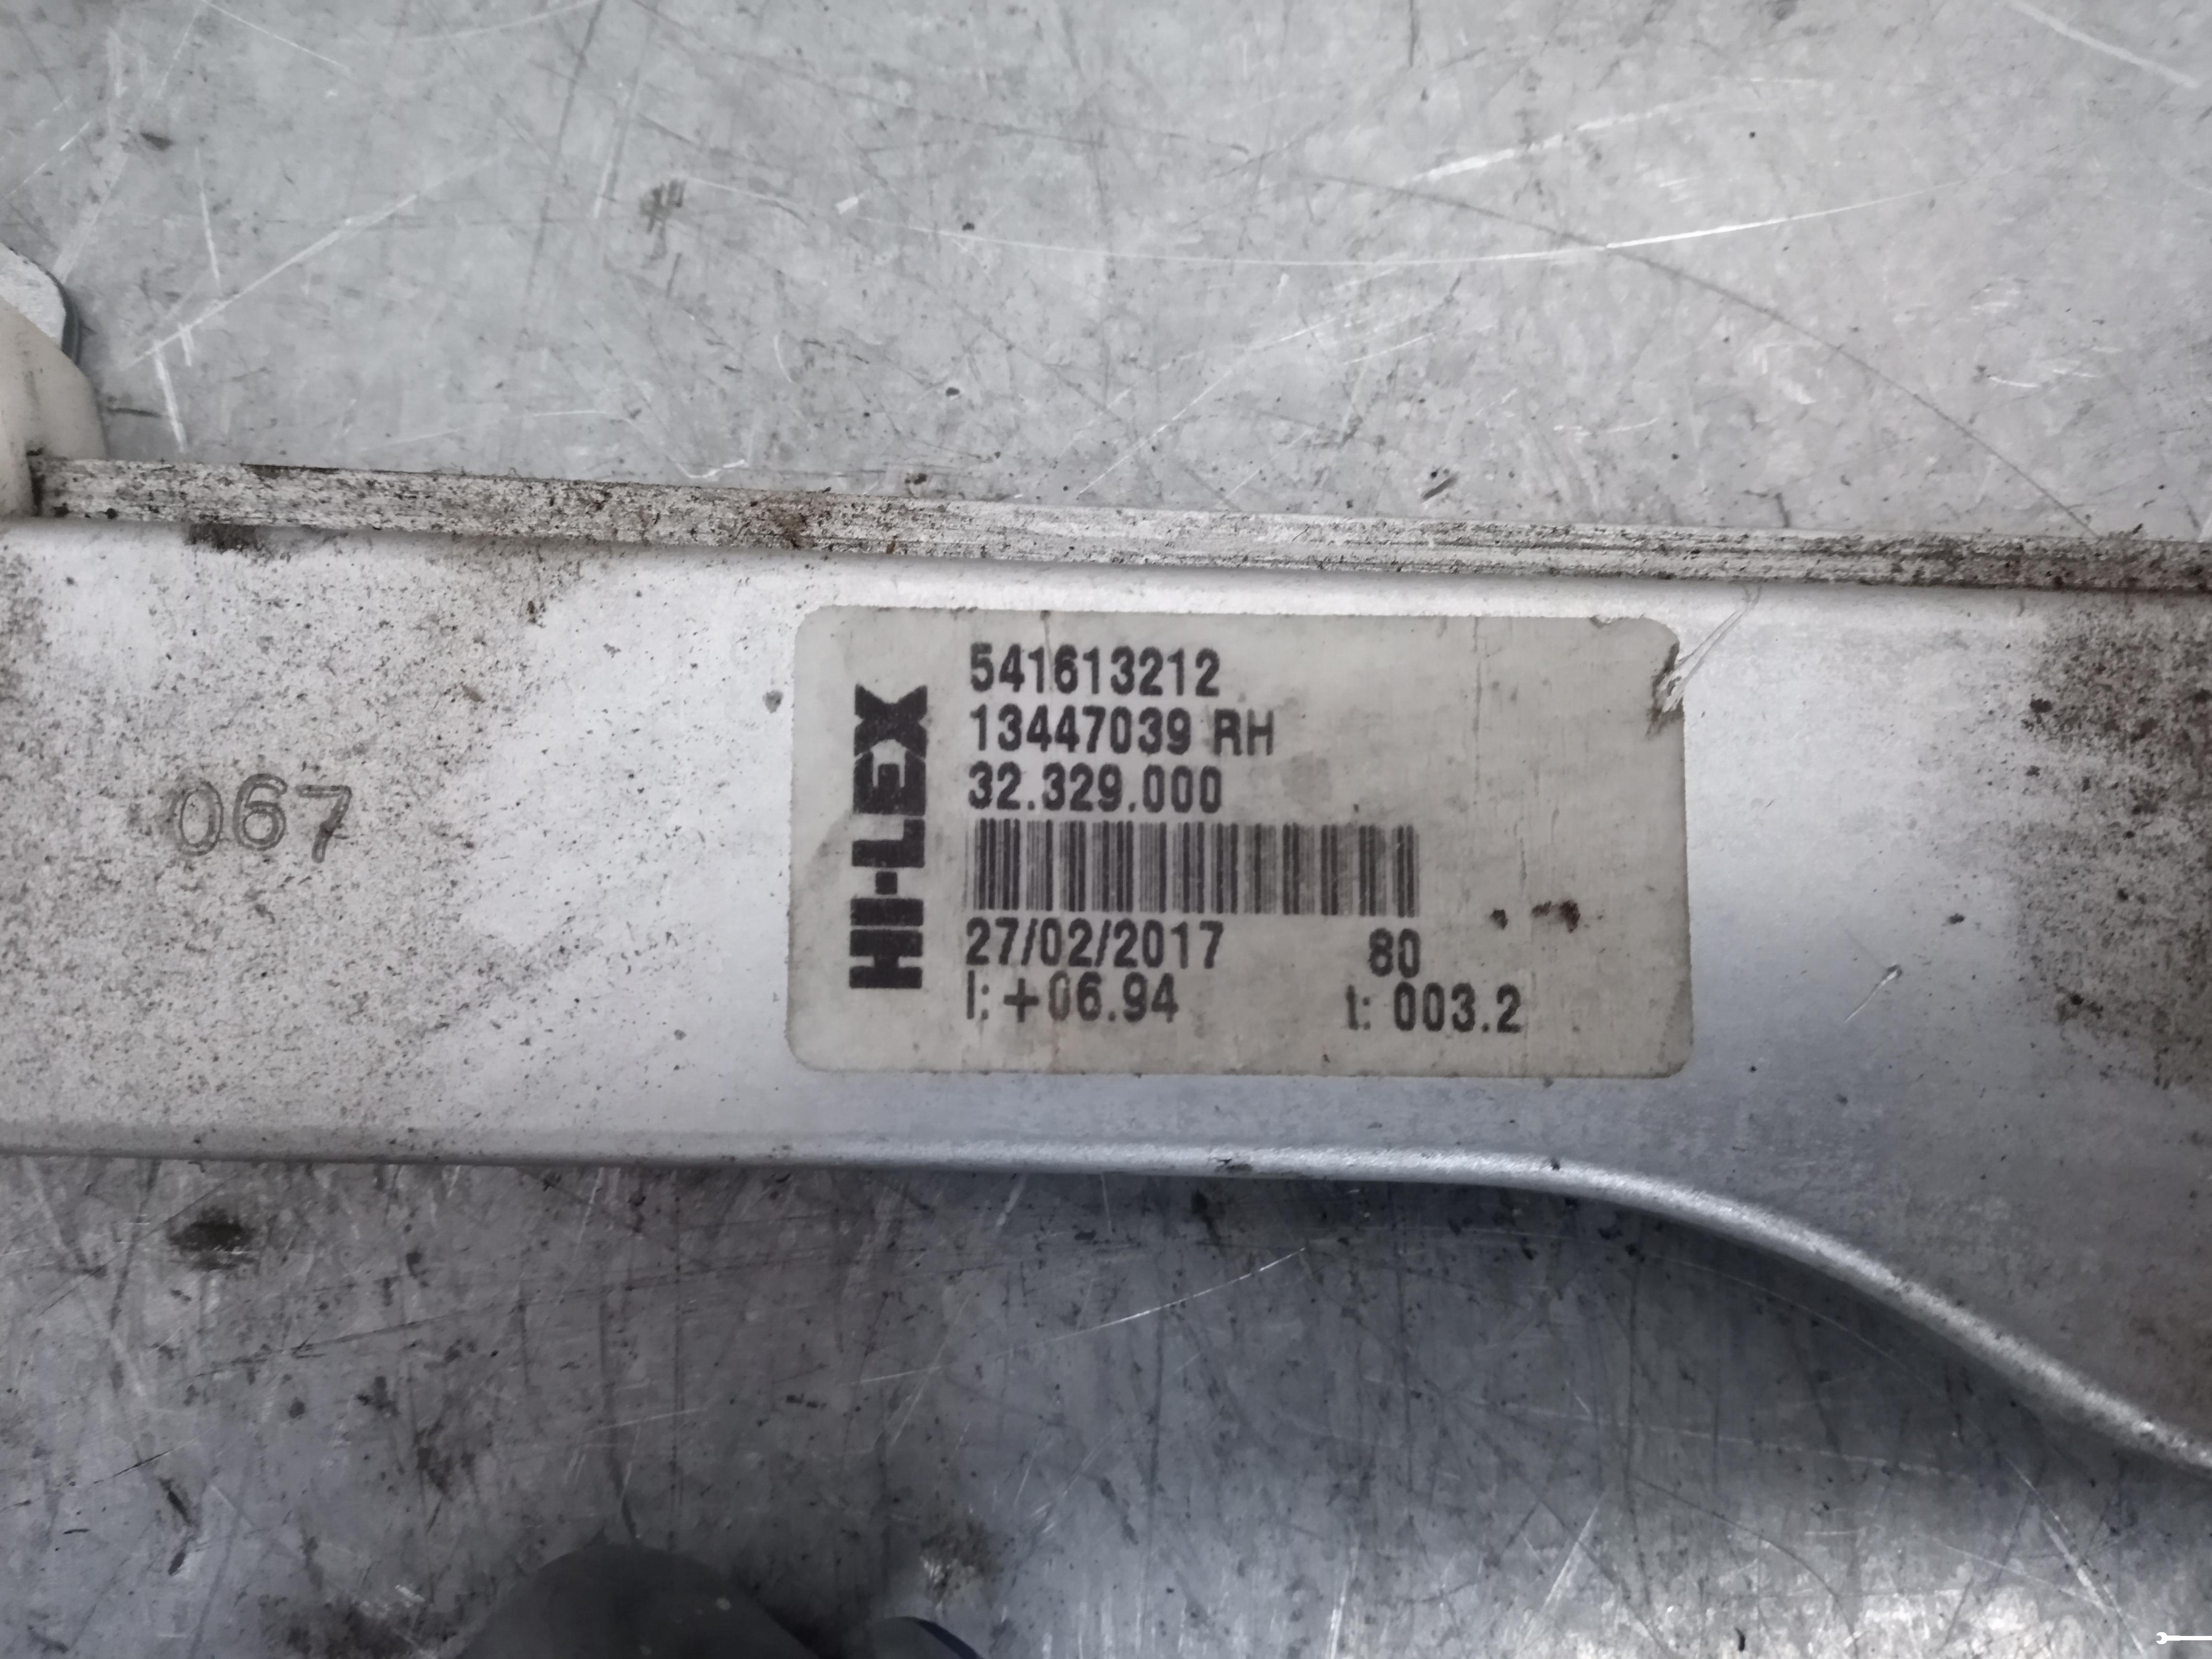 067
HI-LEX
541613212
13447039 RH
32.329.000
27/02/2017 80
l: +06.94 t: 003.2